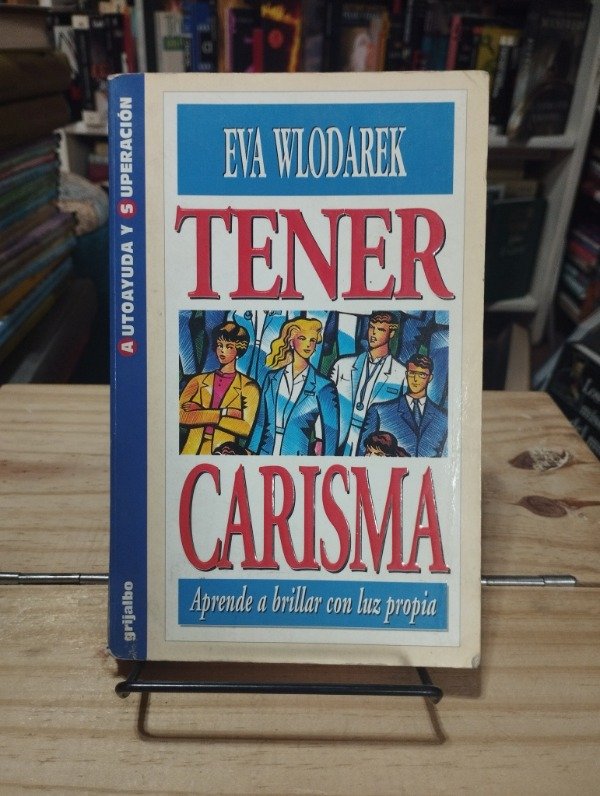 EVA WLODAREK
TENER
CARISMA
Aprende a brillar con luz propia
AUTOAYUDA Y SUPERACIÓN
grijalbo